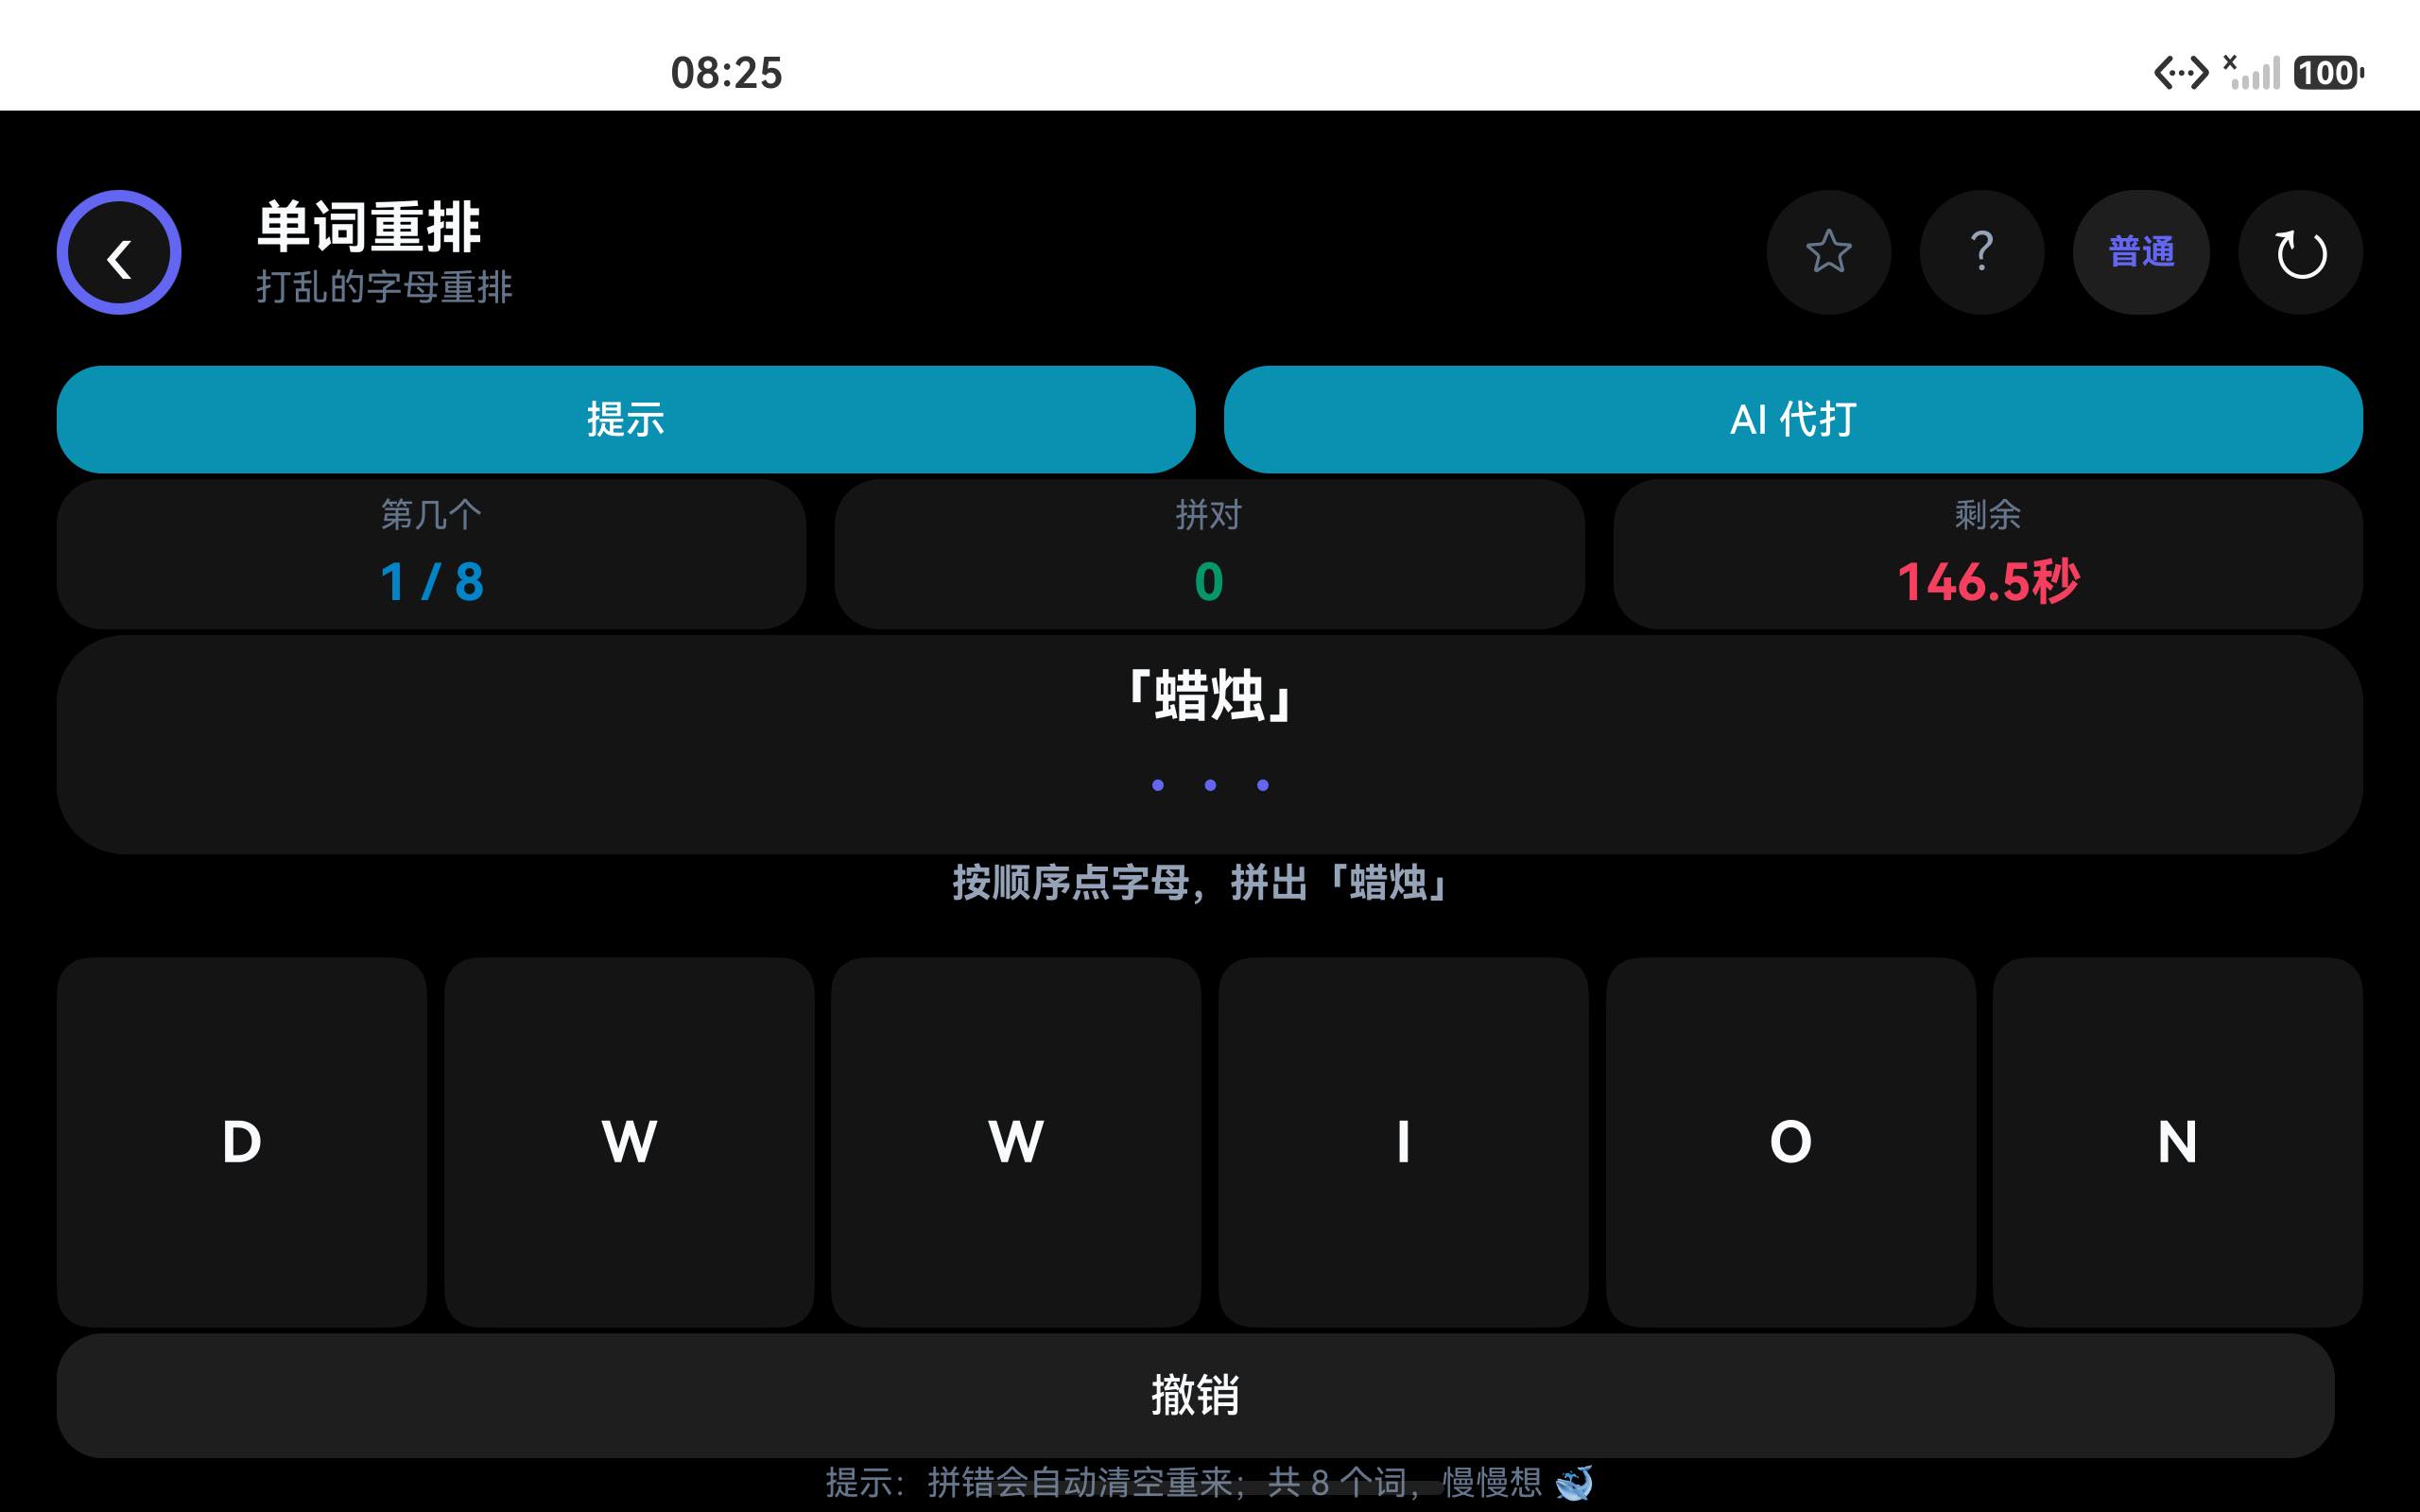 08:25
100
单词重排
打乱的字母重排
?
普通
提示
AI 代打
第几个
1 / 8
拼对
0
剩余
146.5秒
「蜡烛」
按顺序点字母，拼出「蜡烛」
D W W I O N
撤销
提示：拼错会自动清空重来；共 8 个词，慢慢想 🐳